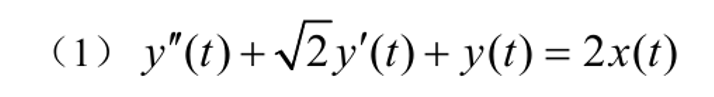 （1） y″(t) + √2y′(t) + y(t) = 2x(t)